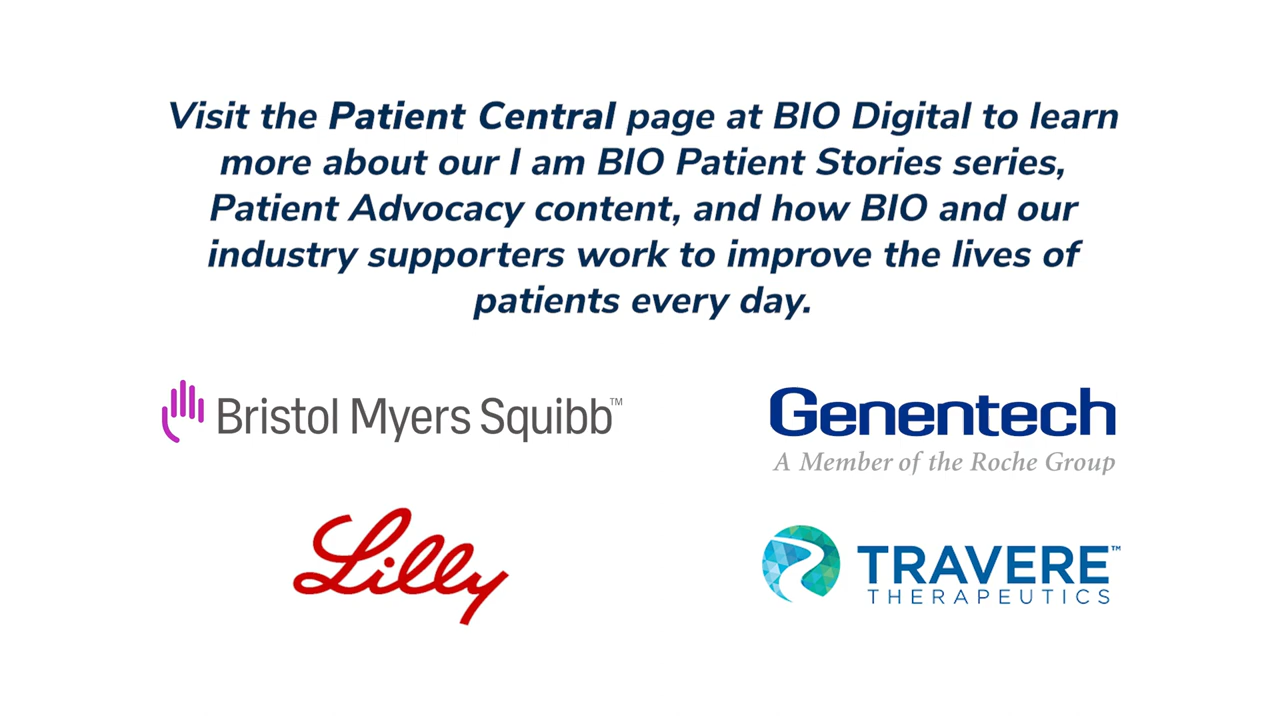 Visit the Patient Central page at BIO Digital to learn
more about our I am BIO Patient Stories series,
Patient Advocacy content, and how BIO and our
industry supporters work to improve the lives of
patients every day.
Bristol Myers Squibb™
Genentech
A Member of the Roche Group
Lilly
TRAVERE™
THERAPEUTICS